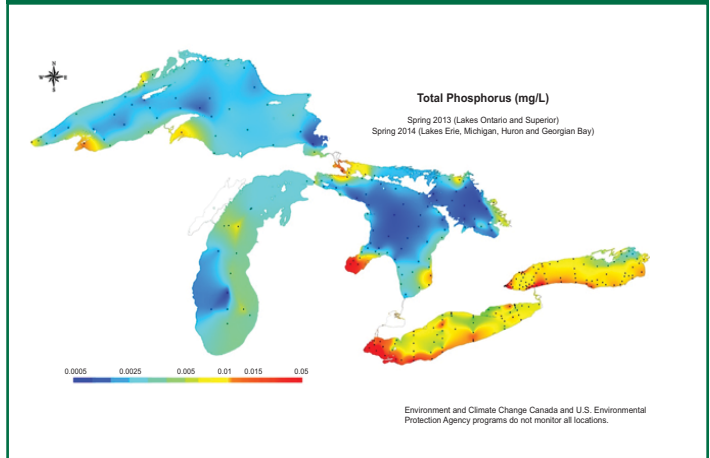 N
W E
S
Total Phosphorus (mg/L)
Spring 2013 (Lakes Ontario and Superior)
Spring 2014 (Lakes Erie, Michigan, Huron and Georgian Bay)
0.0005 0.0025 0.005 0.01 0.015 0.05
Environment and Climate Change Canada and U.S. Environmental
Protection Agency programs do not monitor all locations.